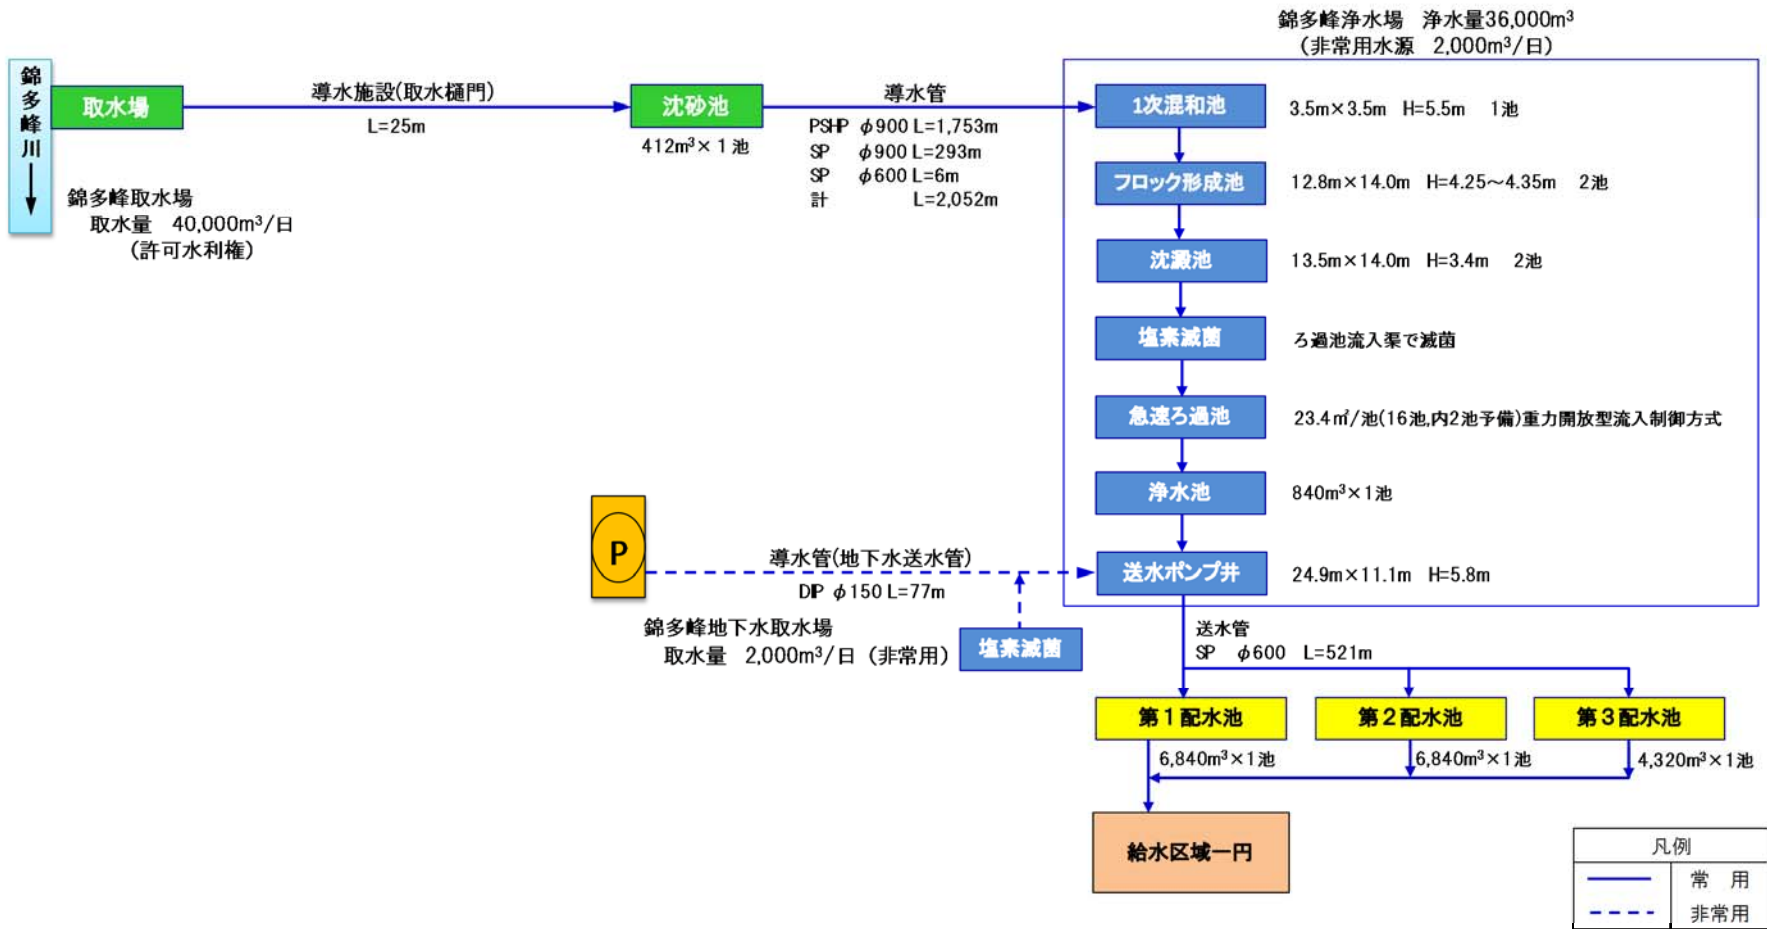 錦多峰浄水場　浄水量36,000m³
(非常用水源　2,000m³/日)
錦多峰川
取水場
導水施設(取水樋門)
L=25m
沈砂池
412m³×1池
導水管
PSHP φ900 L=1,753m
SP φ900 L=293m
SP φ600 L=6m
計 L=2,052m
錦多峰取水場
取水量　40,000m³/日
(許可水利権)
1次混和池
3.5m×3.5m　H=5.5m　1池
フロック形成池
12.8m×14.0m　H=4.25～4.35m　2池
沈澱池
13.5m×14.0m　H=3.4m　2池
塩素滅菌
ろ過池流入渠で滅菌
急速ろ過池
23.4㎡/池(16池,内2池予備)重力開放型流入制御方式
浄水池
840m³×1池
P
導水管(地下水送水管)
DIP φ150 L=77m
送水ポンプ井
24.9m×11.1m　H=5.8m
錦多峰地下水取水場
取水量　2,000m³/日 (非常用)
塩素滅菌
送水管
SP　φ600　L=521m
第1配水池
第2配水池
第3配水池
6,840m³×1池
6,840m³×1池
4,320m³×1池
給水区域一円
凡例
常　用
非常用